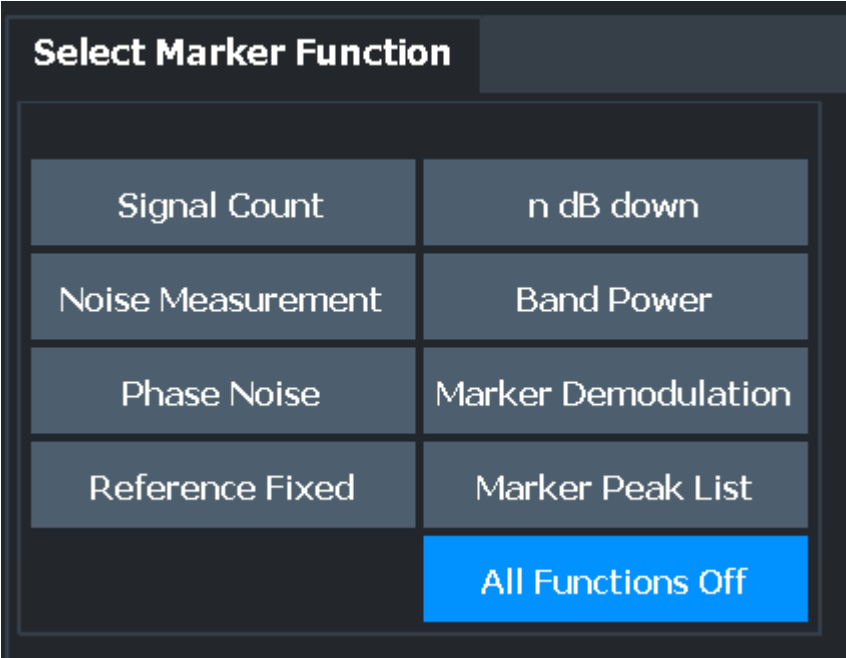 Select Marker Function
Signal Count
n dB down
Noise Measurement
Band Power
Phase Noise
Marker Demodulation
Reference Fixed
Marker Peak List
All Functions Off